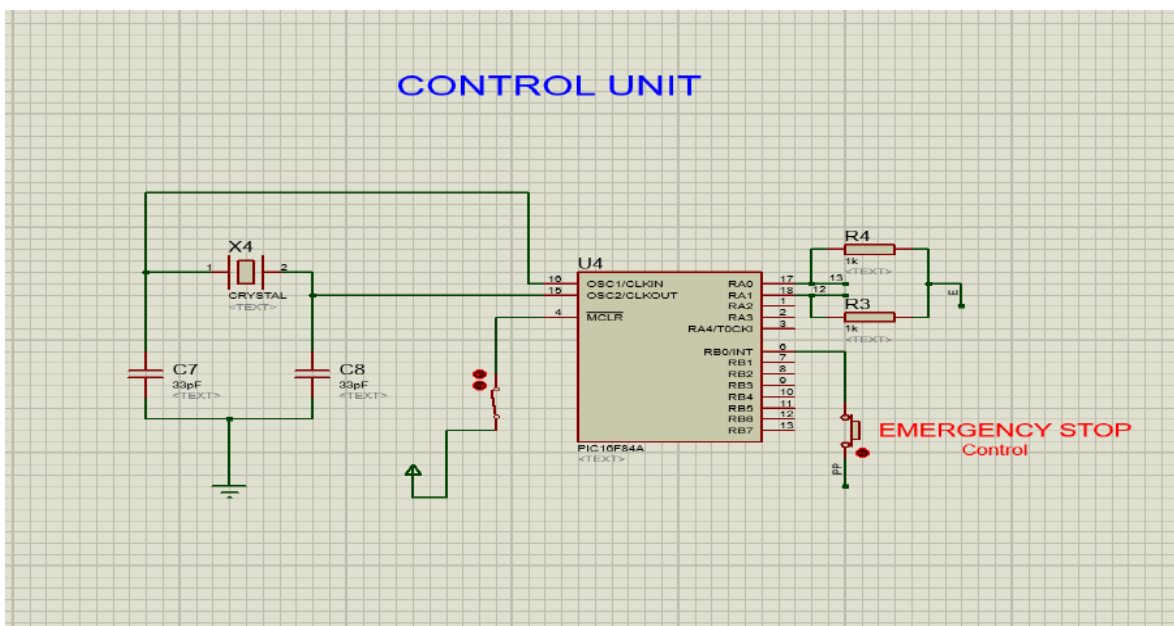 CONTROL UNIT
X4
1
2
CRYSTAL
<TEXT>
C7
33pF
<TEXT>
C8
33pF
<TEXT>
U4
16
OSC1/CLKIN
15
OSC2/CLKOUT
4
MCLR
RA0
17
RA1
18
RA2
1
RA3
2
RA4/T0CKI
3
RB0/INT
6
RB1
7
RB2
8
RB3
9
RB4
10
RB5
11
RB6
12
RB7
13
PIC16F84A
<TEXT>
R4
1k
<TEXT>
13
12
R3
1k
<TEXT>
E
EMERGENCY STOP
Control
PP